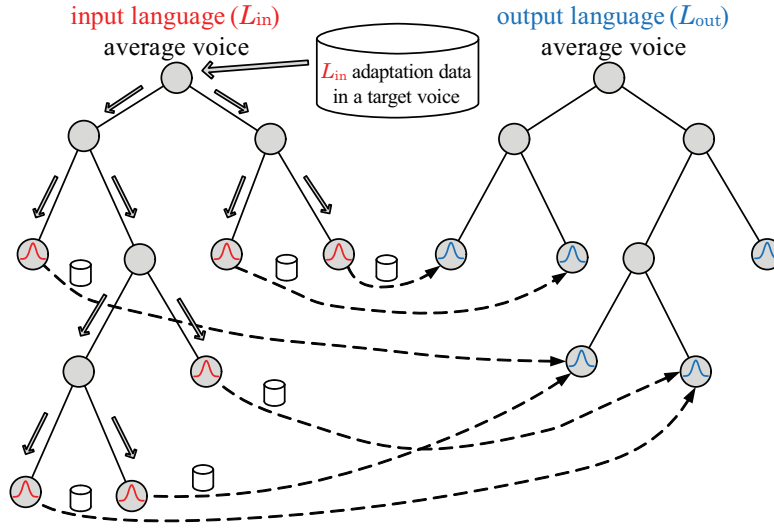 input language (Lin)
average voice
Lin adaptation data
in a target voice
output language (Lout)
average voice